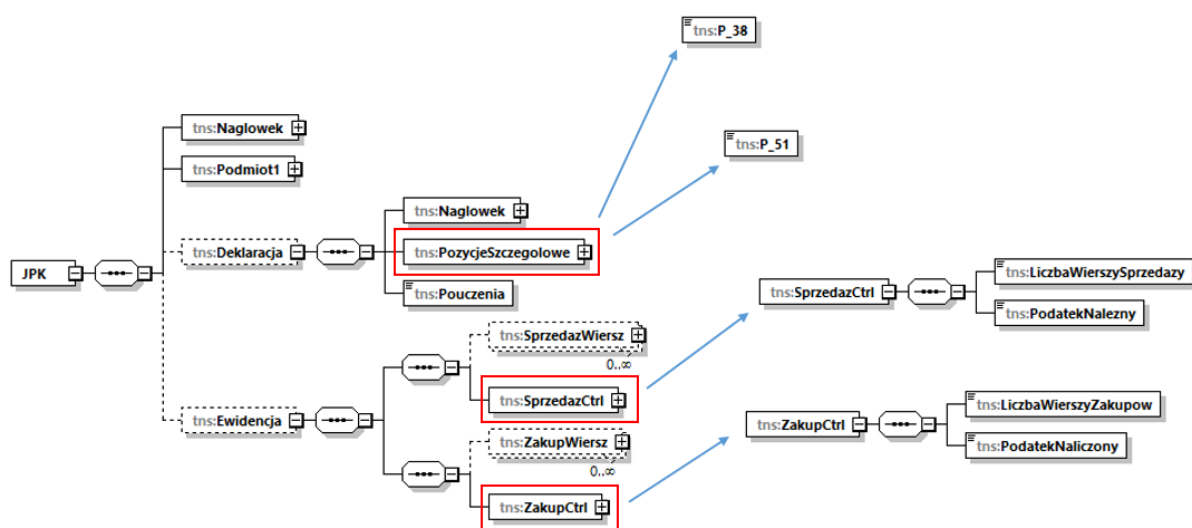 tns:P_38
tns:Naglowek
tns:P_51
tns:Podmiot1
tns:Naglowek
tns:Deklaracja
tns:PozycjeSzczegolowe
JPK
tns:Pouczenia
tns:LiczbaWierszySprzedazy
tns:SprzedazCtrl
tns:PodatekNalezny
tns:SprzedazWiersz
0..∞
tns:SprzedazCtrl
tns:LiczbaWierszyZakupow
tns:Ewidencja
tns:ZakupCtrl
tns:ZakupWiersz
tns:PodatekNaliczony
0..∞
tns:ZakupCtrl